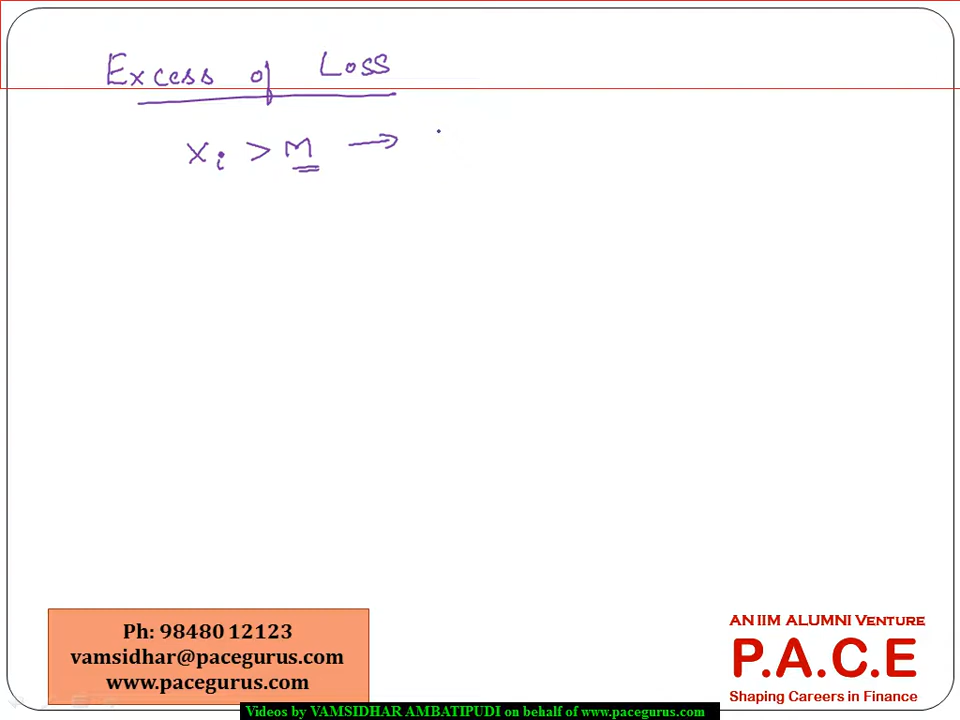 Excess of Loss
Xi > M →
Ph: 98480 12123
vamsidhar@pacegurus.com
www.pacegurus.com
AN IIM ALUMNI VENTURE
P.A.C.E
Shaping Careers in Finance
Videos by VAMSIDHAR AMBATIPUDI on behalf of www.pacegurus.com